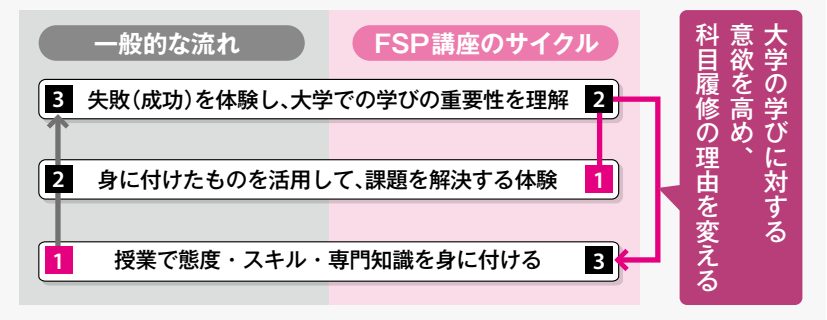 一般的な流れ
FSP講座のサイクル
3 失敗(成功)を体験し、大学での学びの重要性を理解 2
2 身に付けたものを活用して、課題を解決する体験 1
1 授業で態度・スキル・専門知識を身に付ける 3
大学の学びに対する
意欲を高め、
科目履修の理由を変える